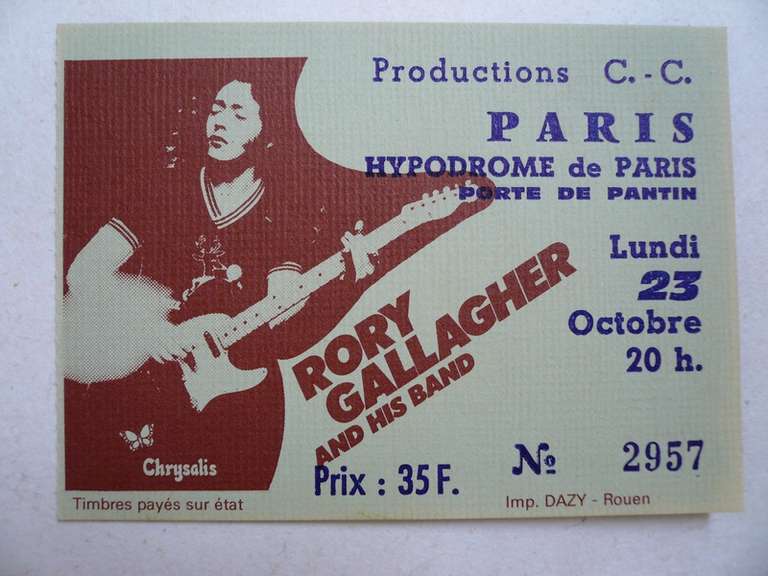 Productions C. - C.
PARIS
HYPODROME de PARIS
PORTE DE PANTIN
Lundi
23
Octobre
20 h.
RORY
GALLAGHER
AND HIS BAND
Chrysalis
Prix : 35 F.
Nº 2957
Timbres payés sur état
Imp. DAZY - Rouen